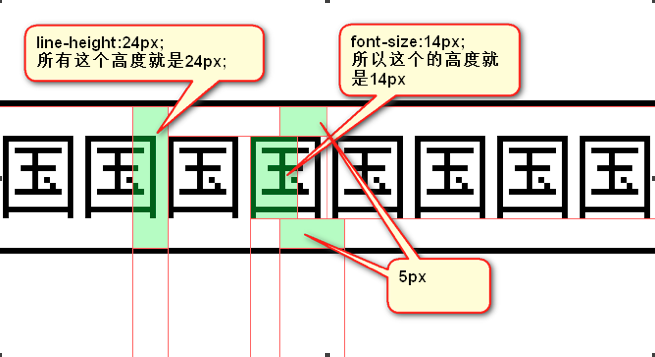 line-height:24px;
所有这个高度就是24px;
font-size:14px;
所以这个的高度就
是14px
国国国国国国国国
5px